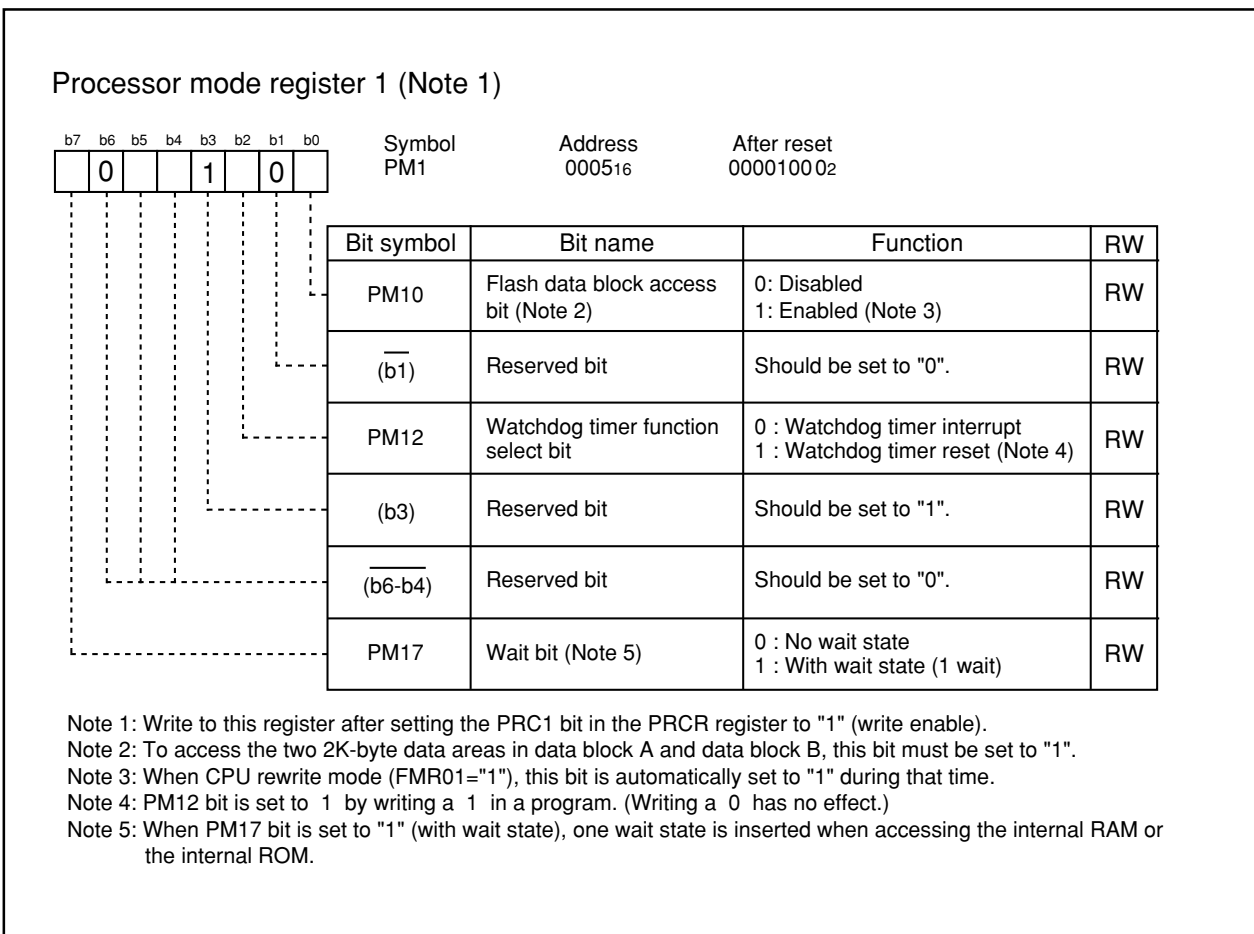 Processor mode register 1 (Note 1)
b7 b6 b5 b4 b3 b2 b1 b0
0 1 0
Symbol Address After reset
PM1 000516 000010002
Bit symbol Bit name Function RW
PM10 Flash data block access bit (Note 2) 0: Disabled RW
1: Enabled (Note 3)
(b1) Reserved bit Should be set to "0". RW
PM12 Watchdog timer function select bit 0 : Watchdog timer interrupt RW
1 : Watchdog timer reset (Note 4)
(b3) Reserved bit Should be set to "1". RW
(b6-b4) Reserved bit Should be set to "0". RW
PM17 Wait bit (Note 5) 0 : No wait state RW
1 : With wait state (1 wait)
Note 1: Write to this register after setting the PRC1 bit in the PRCR register to "1" (write enable).
Note 2: To access the two 2K-byte data areas in data block A and data block B, this bit must be set to "1".
Note 3: When CPU rewrite mode (FMR01="1"), this bit is automatically set to "1" during that time.
Note 4: PM12 bit is set to 1 by writing a 1 in a program. (Writing a 0 has no effect.)
Note 5: When PM17 bit is set to "1" (with wait state), one wait state is inserted when accessing the internal RAM or
the internal ROM.